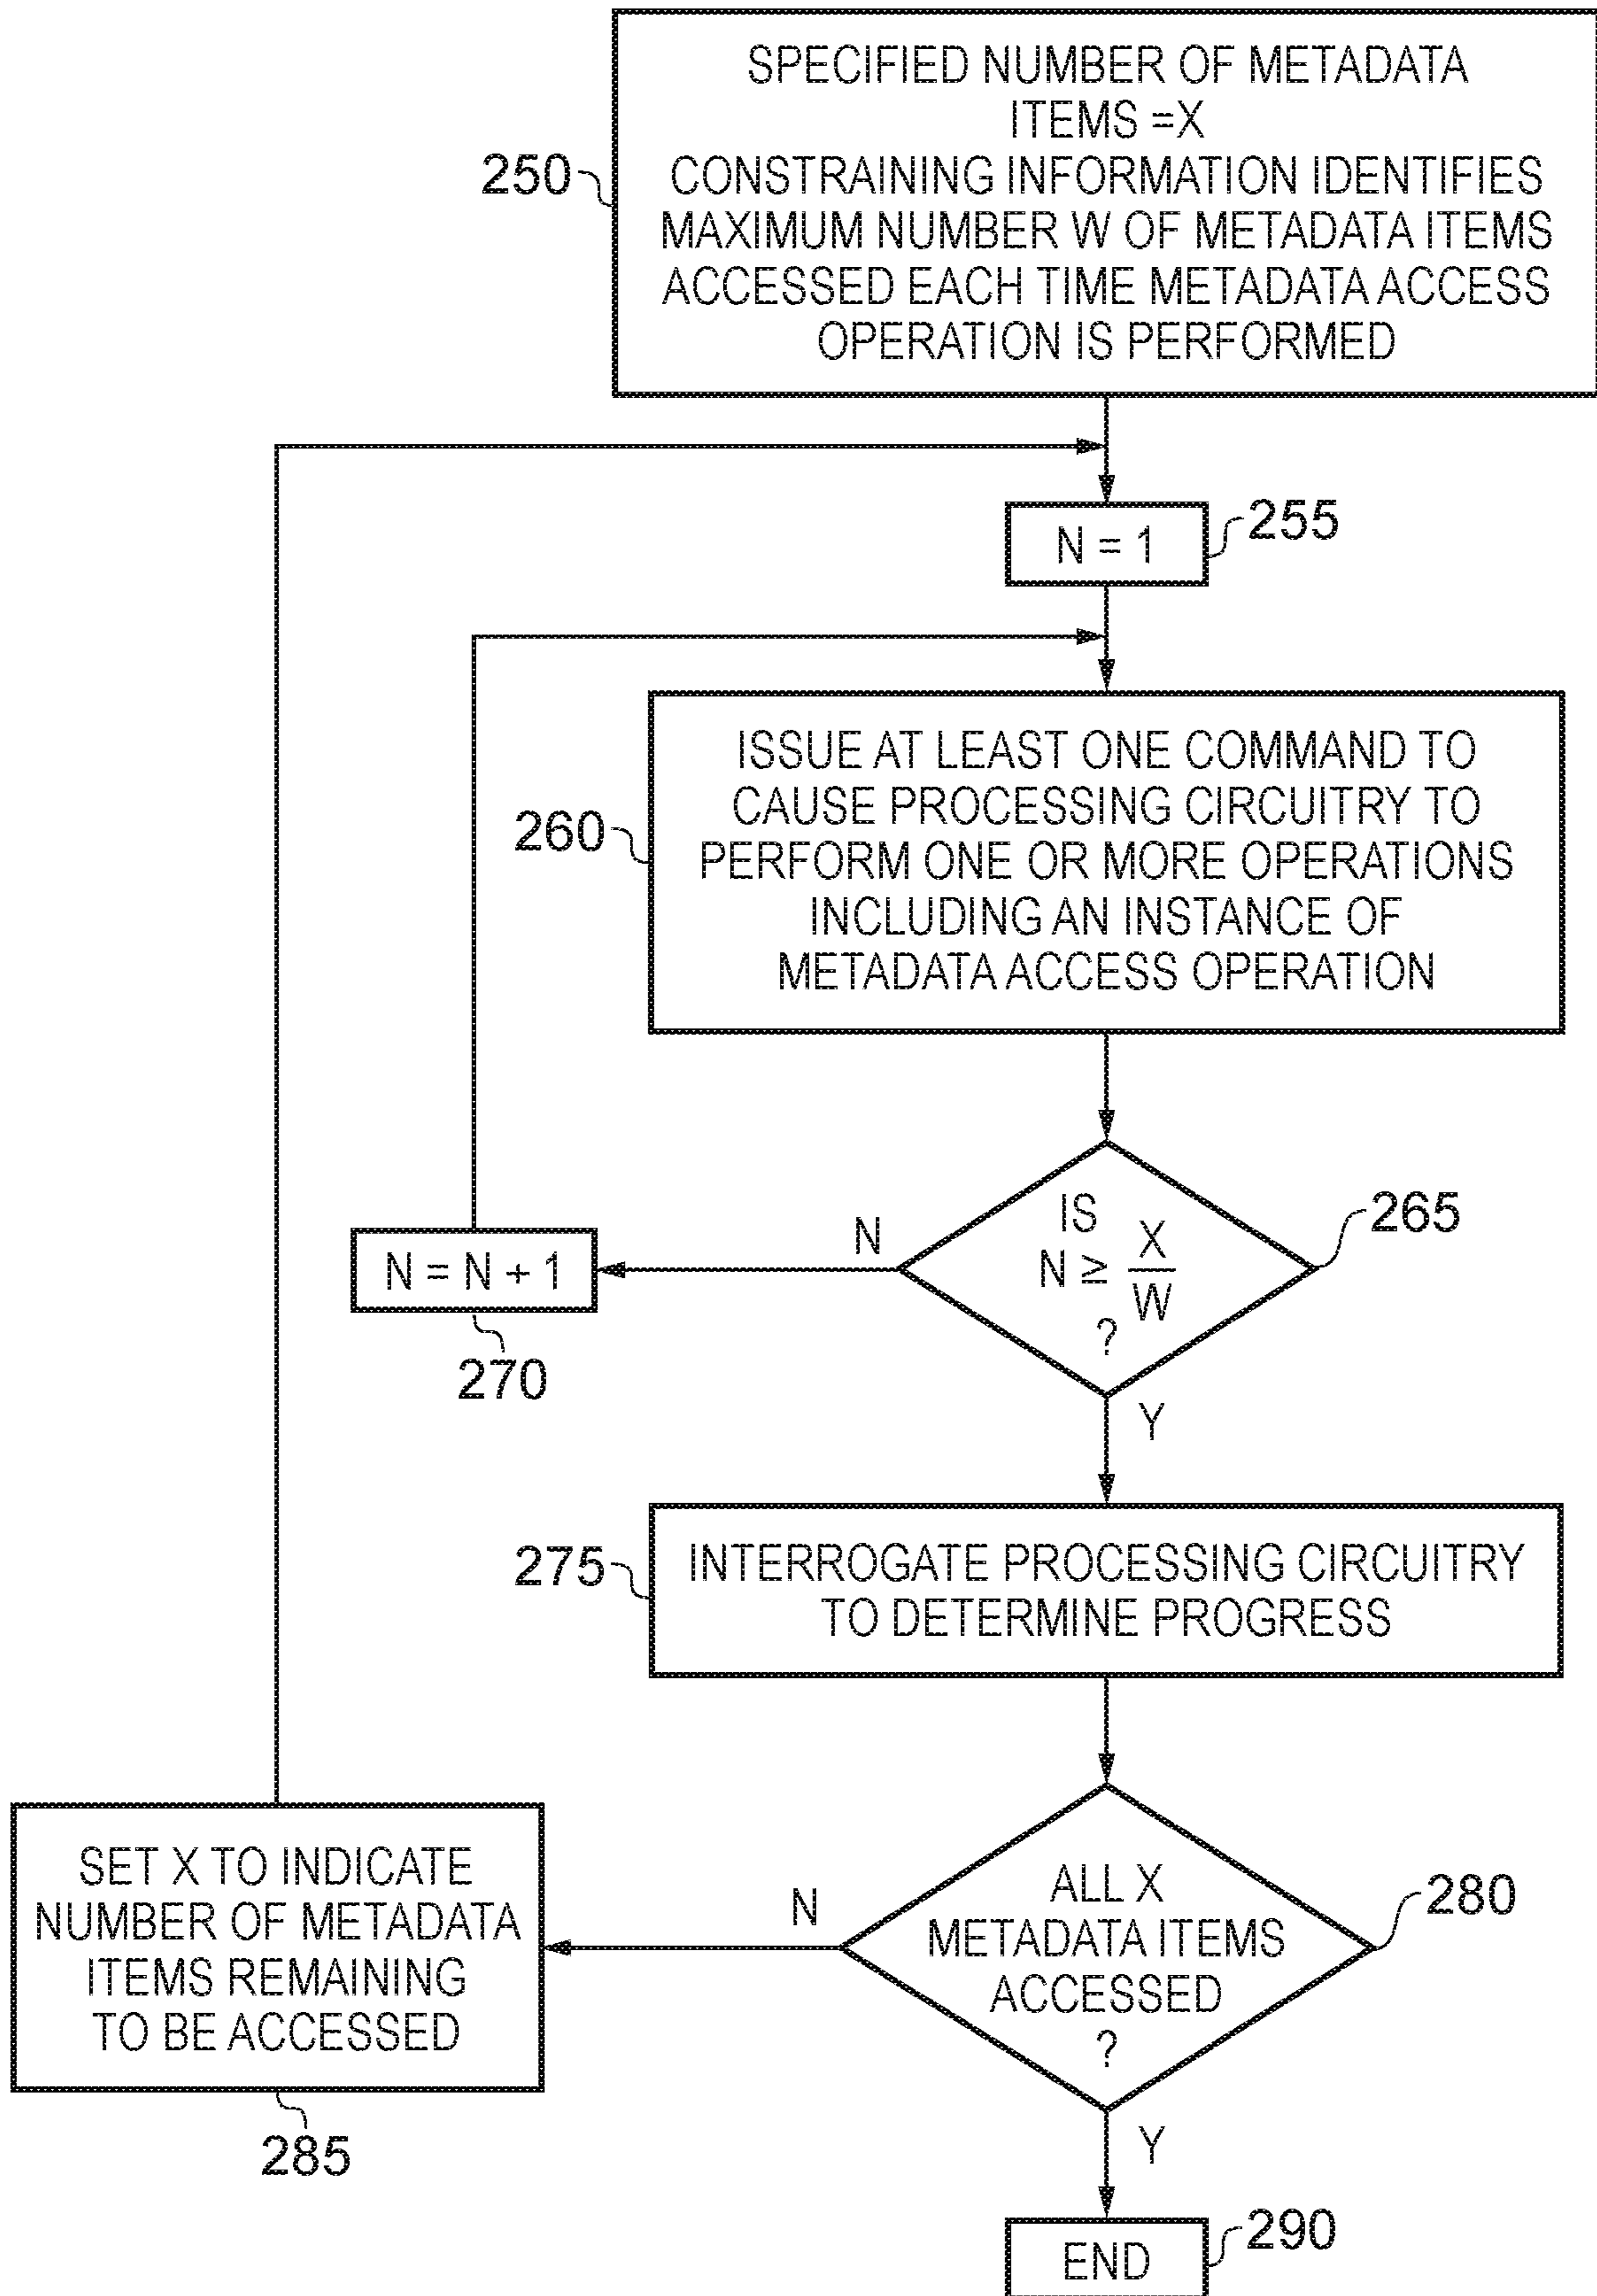 SPECIFIED NUMBER OF METADATA
ITEMS =X
CONSTRAINING INFORMATION IDENTIFIES
MAXIMUM NUMBER W OF METADATA ITEMS
ACCESSED EACH TIME METADATA ACCESS
OPERATION IS PERFORMED
250
N = 1
255
ISSUE AT LEAST ONE COMMAND TO
CAUSE PROCESSING CIRCUITRY TO
PERFORM ONE OR MORE OPERATIONS
INCLUDING AN INSTANCE OF
METADATA ACCESS OPERATION
260
IS
N ≥ X
W
?
265
N
N = N + 1
270
Y
INTERROGATE PROCESSING CIRCUITRY
TO DETERMINE PROGRESS
275
ALL X
METADATA ITEMS
ACCESSED
?
280
N
SET X TO INDICATE
NUMBER OF METADATA
ITEMS REMAINING
TO BE ACCESSED
285
Y
END
290